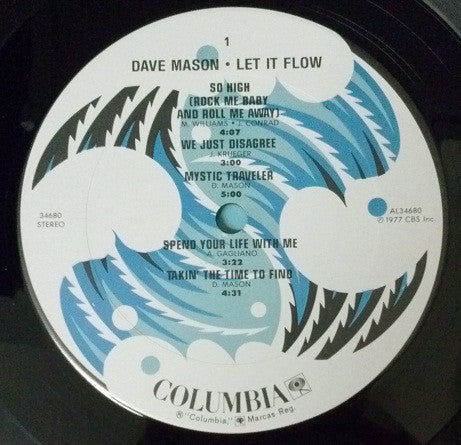 1
DAVE MASON • LET IT FLOW
SO HIGH
(ROCK ME BABY
AND ROLL ME AWAY)
M. WILLIAMS • J. CONRAD
4:07
WE JUST DISAGREE
J. KRUEGER
3:00
MYSTIC TRAVELER
D. MASON
5:00
34680
STEREO
AL34680
℗1977 CBS Inc.
SPEND YOUR LIFE WITH ME
A. GAGLIANO
3:22
TAKIN' THE TIME TO FIND
D. MASON
4:31
COLUMBIA
® "Columbia," Marcas Reg.